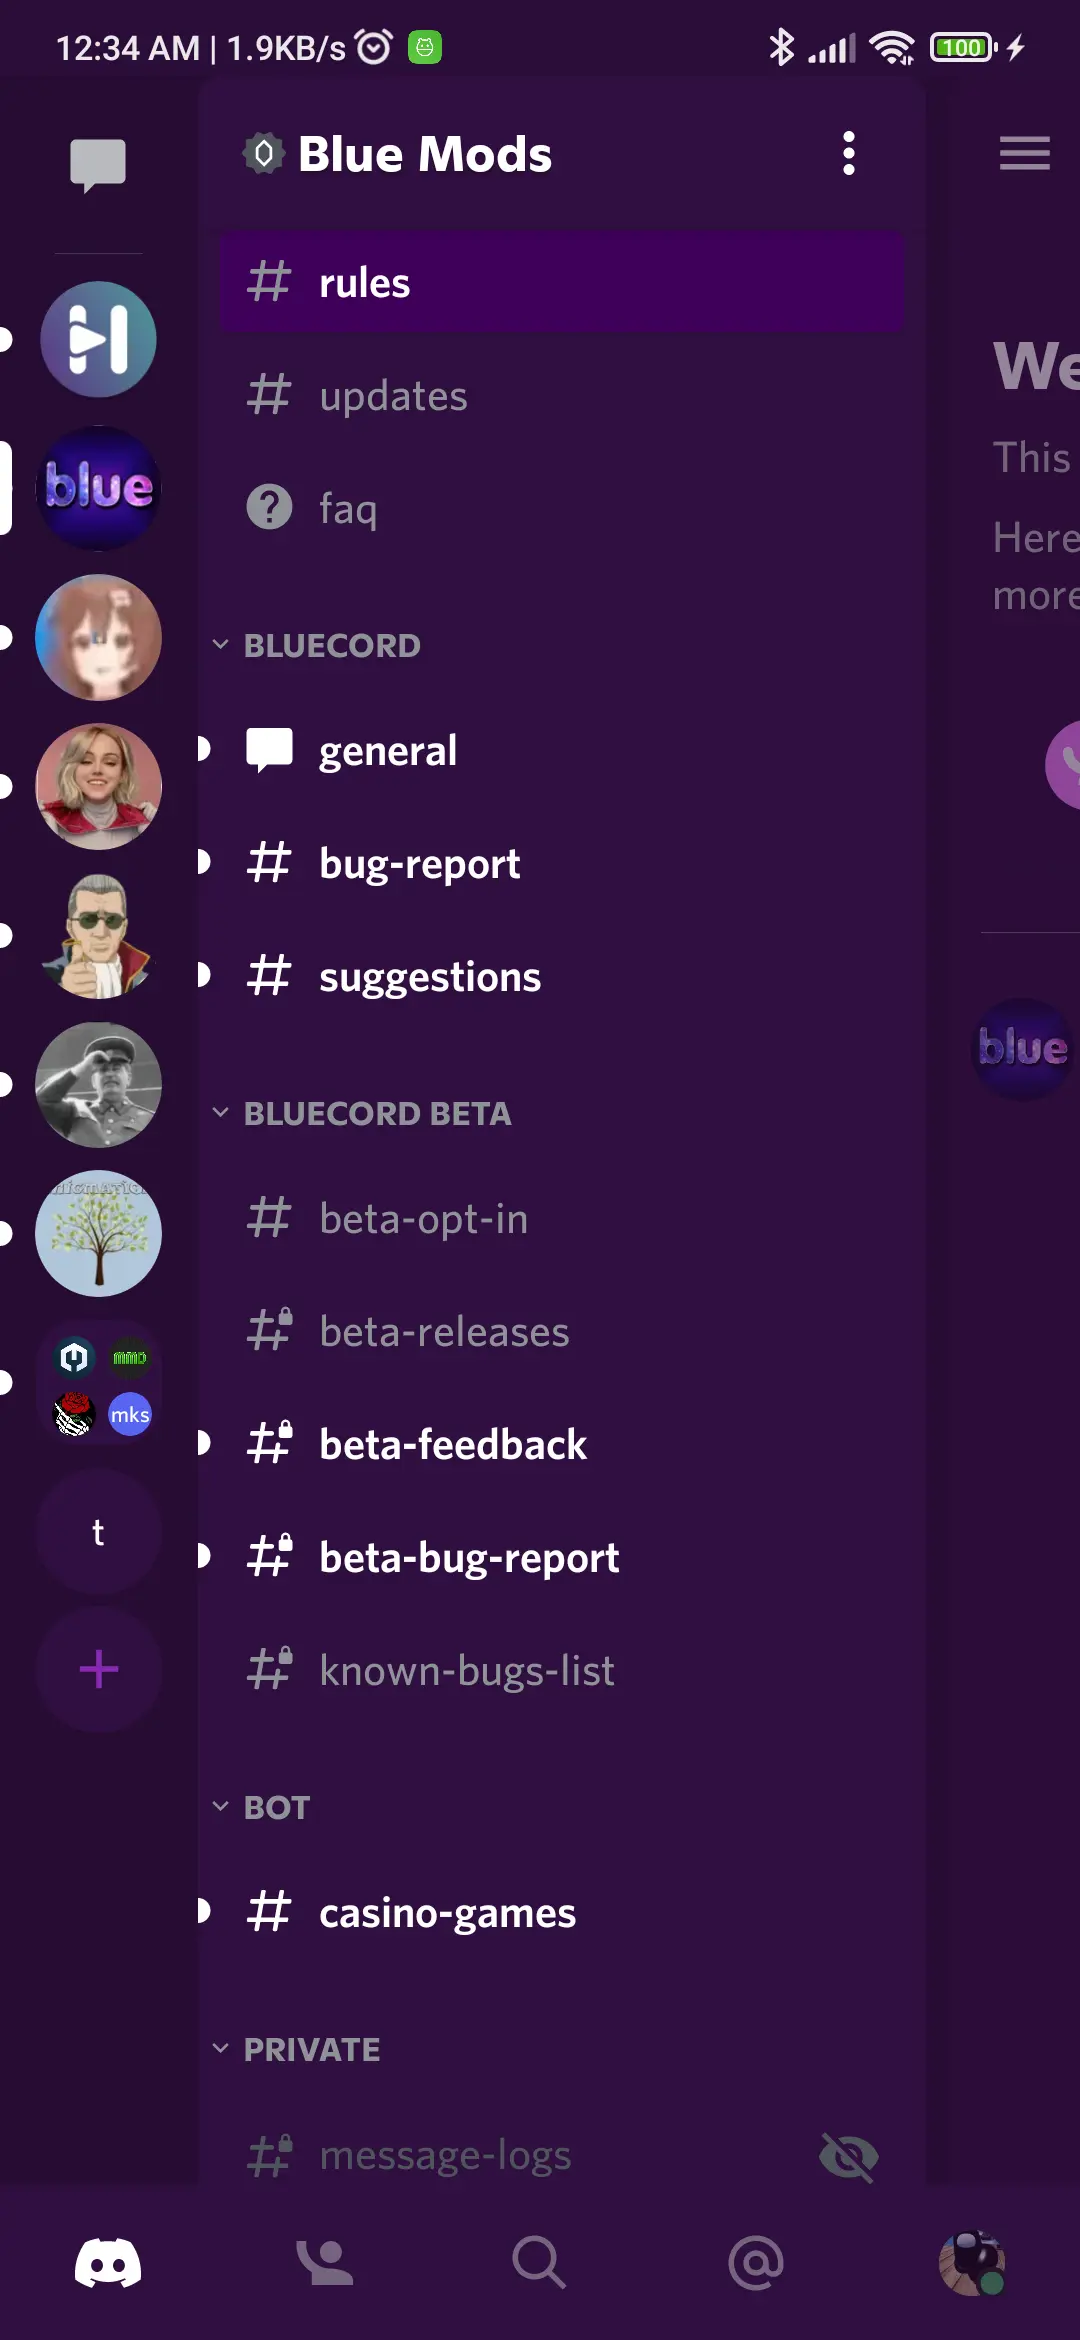 12:34 AM | 1.9KB/s
100
Blue Mods
rules
updates
faq
BLUECORD
general
bug-report
suggestions
BLUECORD BETA
beta-opt-in
beta-releases
beta-feedback
beta-bug-report
known-bugs-list
BOT
casino-games
PRIVATE
message-logs
blue
mmd
mks
t
We
This
Here
more
blue